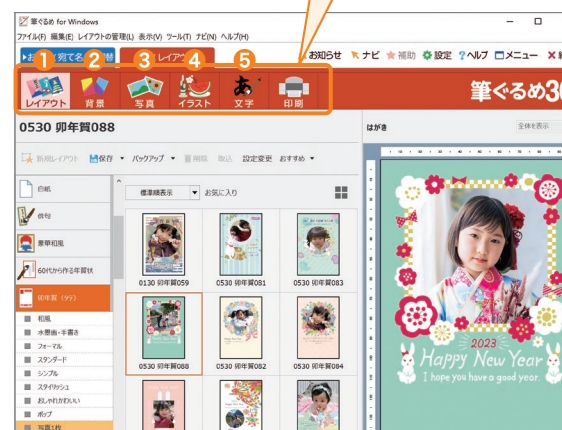 筆ぐるめ for Windows
ファイル(F) 編集(E) レイアウトの管理(L) 表示(V) ツール(T) ナビ(N) ヘルプ(H)
お知らせ ナビ 補助 設定 ?ヘルプ メニュー
1 2 3 4 5
レイアウト 背景 写真 イラスト 文字 印刷
筆ぐるめ30
0530 卯年賀088
はがき 全体を表示
新規レイアウト 保存 バックアップ 削除 取込 設定変更 おすすめ
白紙
標準順表示 お気に入り
俳句
豪華和風
60代から作る年賀状
0130 卯年賀059 0530 卯年賀081 0530 卯年賀083
卯年賀 (99)
和風
水墨画・手書き
フォーマル
スタンダード
シンプル
スタイリッシュ
おしゃれかわいい
ポップ
写真1枚
0530 卯年賀088 0530 卯年賀082 0530 卯年賀084
2023
Happy New Year
I hope you have a good year.